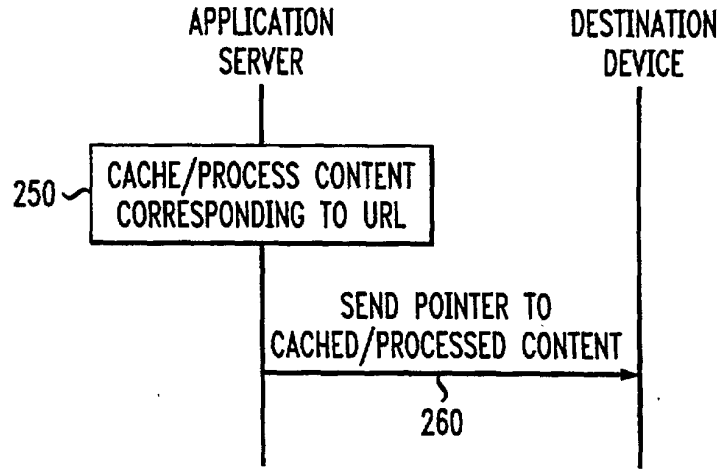 APPLICATION
SERVER
DESTINATION
DEVICE
250
CACHE/PROCESS CONTENT
CORRESPONDING TO URL
SEND POINTER TO
CACHED/PROCESSED CONTENT
260